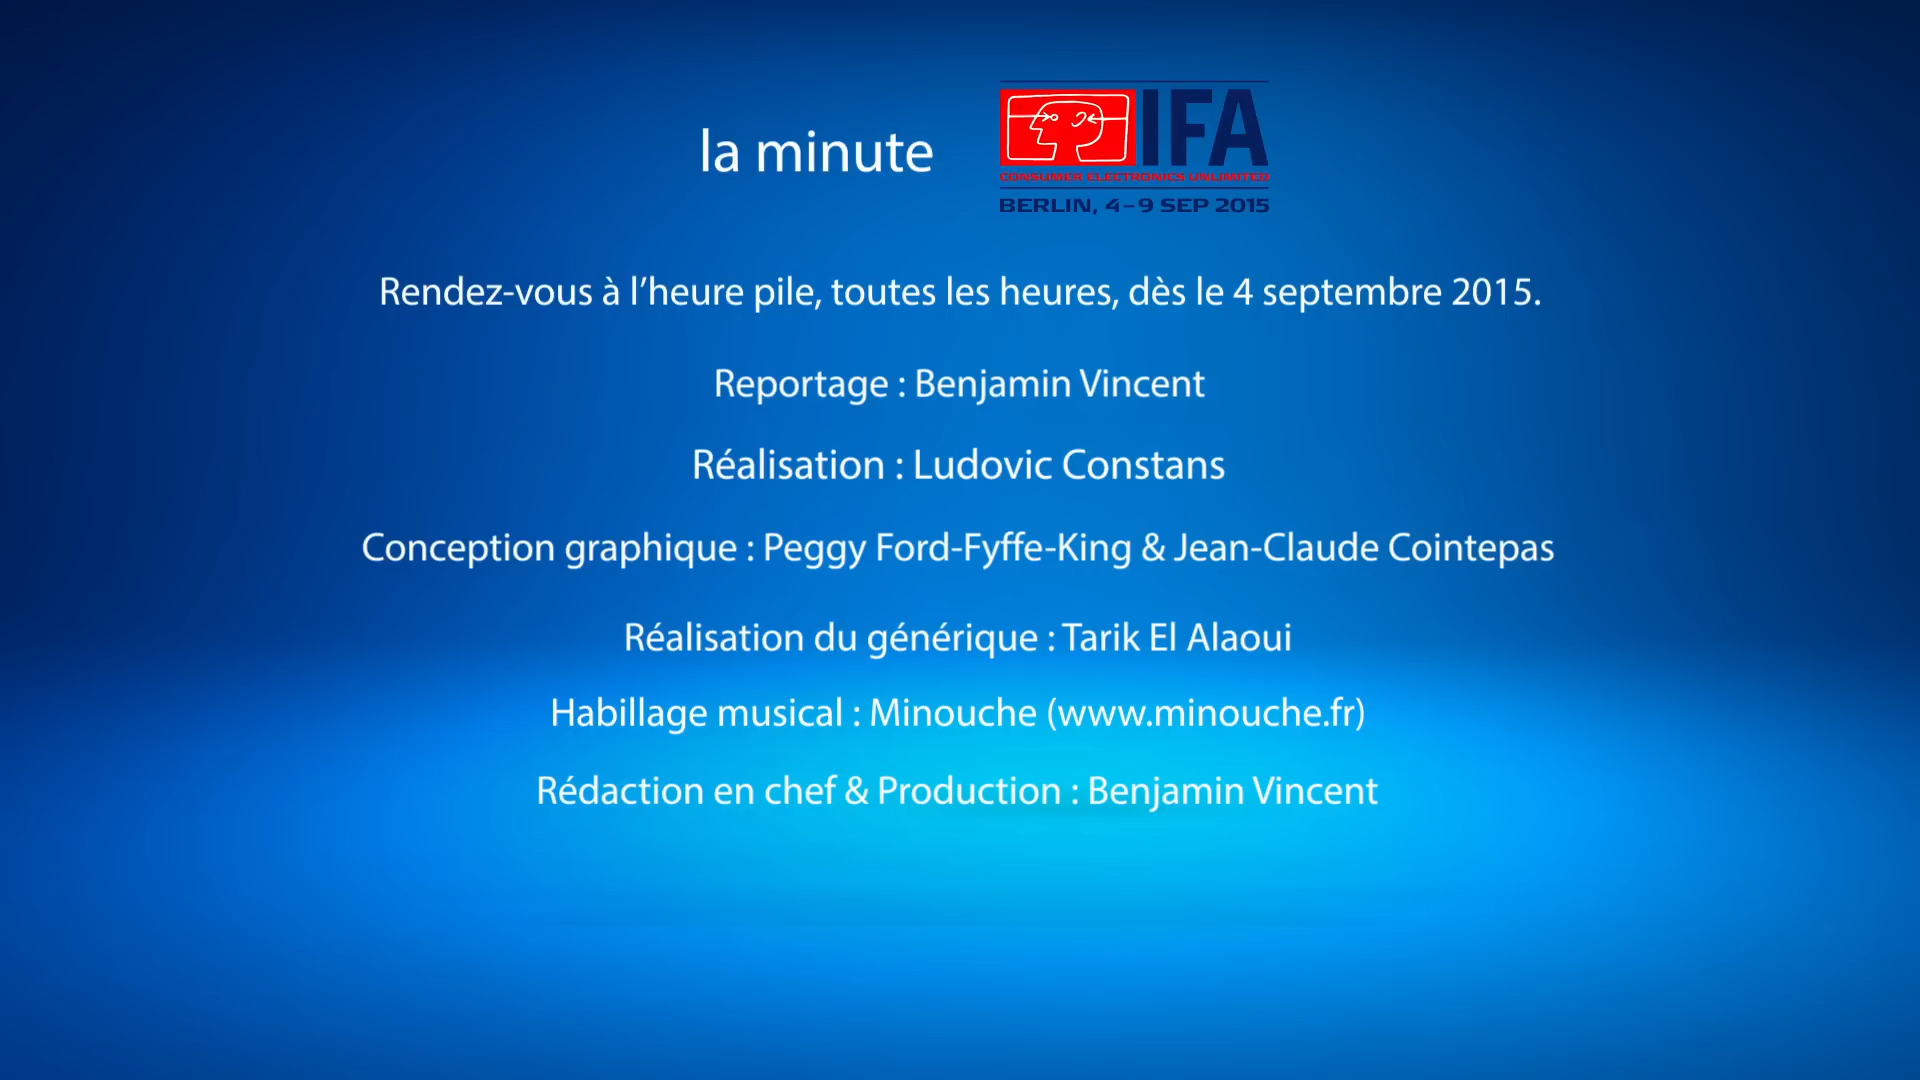 la minute
IFA
CONSUMER ELECTRONICS UNLIMITED
BERLIN, 4–9 SEP 2015
Rendez-vous à l’heure pile, toutes les heures, dès le 4 septembre 2015.
Reportage : Benjamin Vincent
Réalisation : Ludovic Constans
Conception graphique : Peggy Ford-Fyffe-King & Jean-Claude Cointepas
Réalisation du générique : Tarik El Alaoui
Habillage musical : Minouche (www.minouche.fr)
Rédaction en chef & Production : Benjamin Vincent